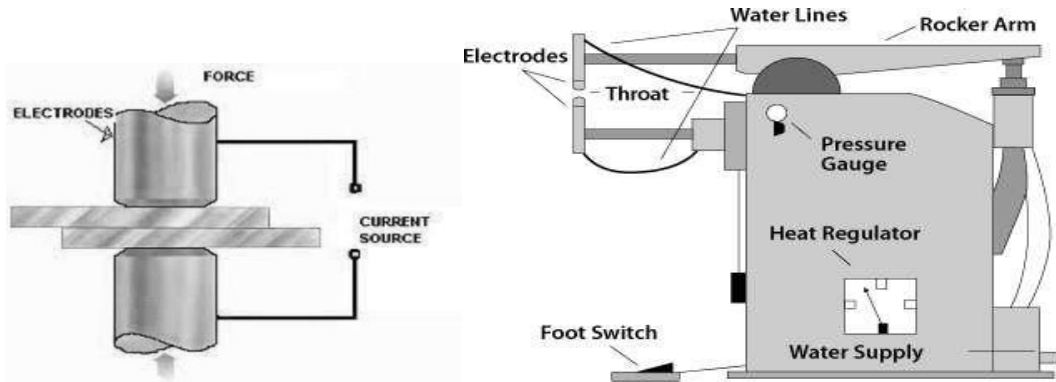 FORCE
ELECTRODES
CURRENT
SOURCE
Water Lines
Rocker Arm
Electrodes
Throat
Pressure
Gauge
Heat Regulator
Foot Switch
Water Supply